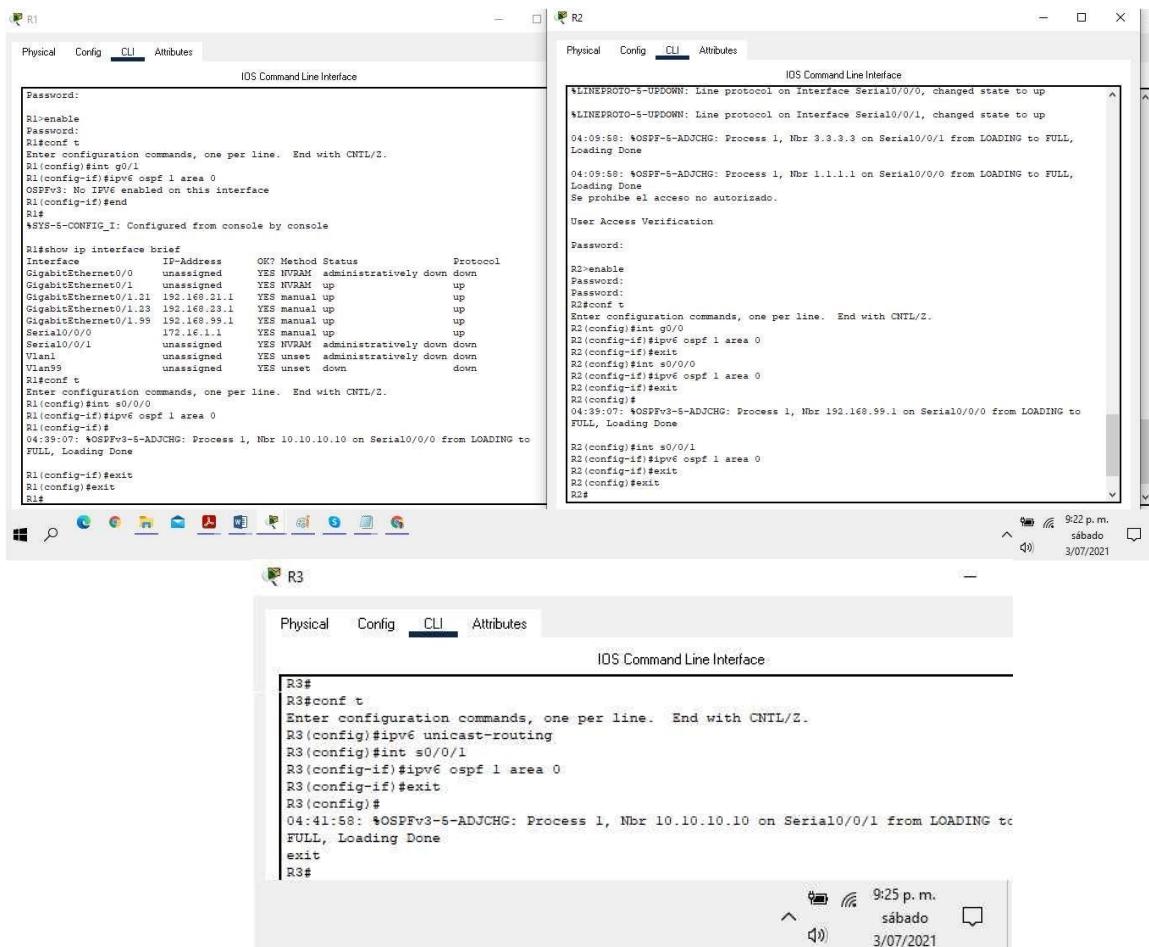 R1
Physical Config CLI Attributes
IOS Command Line Interface
Password:
R1>enable
Password:
R1#conf t
Enter configuration commands, one per line. End with CNTL/Z.
R1(config)#int g0/1
R1(config-if)#ipv6 ospf 1 area 0
OSPFv3: No IPV6 enabled on this interface
R1(config-if)#end
R1#
%SYS-5-CONFIG_I: Configured from console by console
R1#show ip interface brief
Interface IP-Address OK? Method Status Protocol
GigabitEthernet0/0 unassigned YES NVRAM administratively down down
GigabitEthernet0/1 unassigned YES NVRAM up up
GigabitEthernet0/1.21 192.168.21.1 YES manual up up
GigabitEthernet0/1.23 192.168.23.1 YES manual up up
GigabitEthernet0/1.99 192.168.99.1 YES manual up up
Serial0/0/0 172.16.1.1 YES manual up up
Serial0/0/1 unassigned YES NVRAM administratively down down
Vlan1 unassigned YES unset administratively down down
Vlan99 unassigned YES unset down down
R1#conf t
Enter configuration commands, one per line. End with CNTL/Z.
R1(config)#int s0/0/0
R1(config-if)#ipv6 ospf 1 area 0
R1(config-if)#
04:39:07: %OSPFv3-5-ADJCHG: Process 1, Nbr 10.10.10.10 on Serial0/0/0 from LOADING to
FULL, Loading Done
R1(config-if)#exit
R1(config)#exit
R1#
R2
Physical Config CLI Attributes
IOS Command Line Interface
%LINEPROTO-5-UPDOWN: Line protocol on Interface Serial0/0/0, changed state to up
%LINEPROTO-5-UPDOWN: Line protocol on Interface Serial0/0/1, changed state to up
04:09:58: %OSPF-5-ADJCHG: Process 1, Nbr 3.3.3.3 on Serial0/0/1 from LOADING to FULL,
Loading Done
04:09:58: %OSPF-5-ADJCHG: Process 1, Nbr 1.1.1.1 on Serial0/0/0 from LOADING to FULL,
Loading Done
Se prohibe el acceso no autorizado.
User Access Verification
Password:
R2>enable
Password:
Password:
R2#conf t
Enter configuration commands, one per line. End with CNTL/Z.
R2(config)#int g0/0
R2(config-if)#ipv6 ospf 1 area 0
R2(config-if)#exit
R2(config)#int s0/0/0
R2(config-if)#ipv6 ospf 1 area 0
R2(config-if)#exit
R2(config)#
04:39:07: %OSPFv3-5-ADJCHG: Process 1, Nbr 192.168.99.1 on Serial0/0/0 from LOADING to
FULL, Loading Done
R2(config)#int s0/0/1
R2(config-if)#ipv6 ospf 1 area 0
R2(config-if)#exit
R2(config)#exit
R2#
9:22 p. m.
sábado
3/07/2021
R3
Physical Config CLI Attributes
IOS Command Line Interface
R3#
R3#conf t
Enter configuration commands, one per line. End with CNTL/Z.
R3(config)#ipv6 unicast-routing
R3(config)#int s0/0/1
R3(config-if)#ipv6 ospf 1 area 0
R3(config-if)#exit
R3(config)#
04:41:58: %OSPFv3-5-ADJCHG: Process 1, Nbr 10.10.10.10 on Serial0/0/1 from LOADING to
FULL, Loading Done
exit
R3#
9:25 p. m.
sábado
3/07/2021